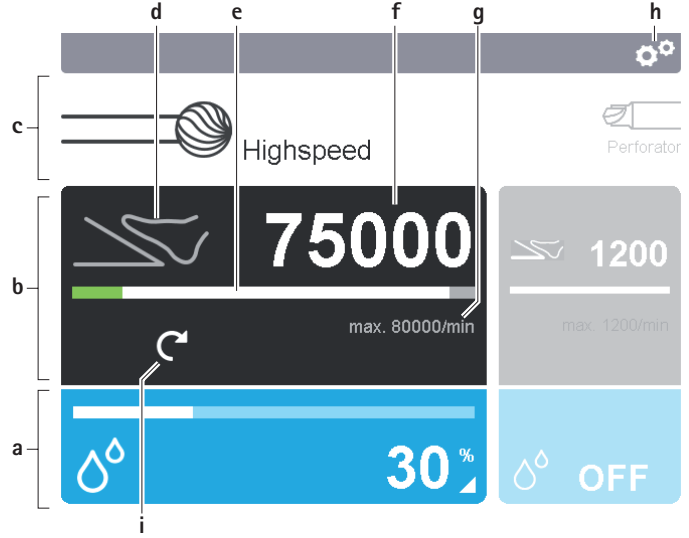 d e f g h
c
Highspeed
Perforator
b
75000
1200
max. 80000/min
max. 1200/min
a
30 %
OFF
i